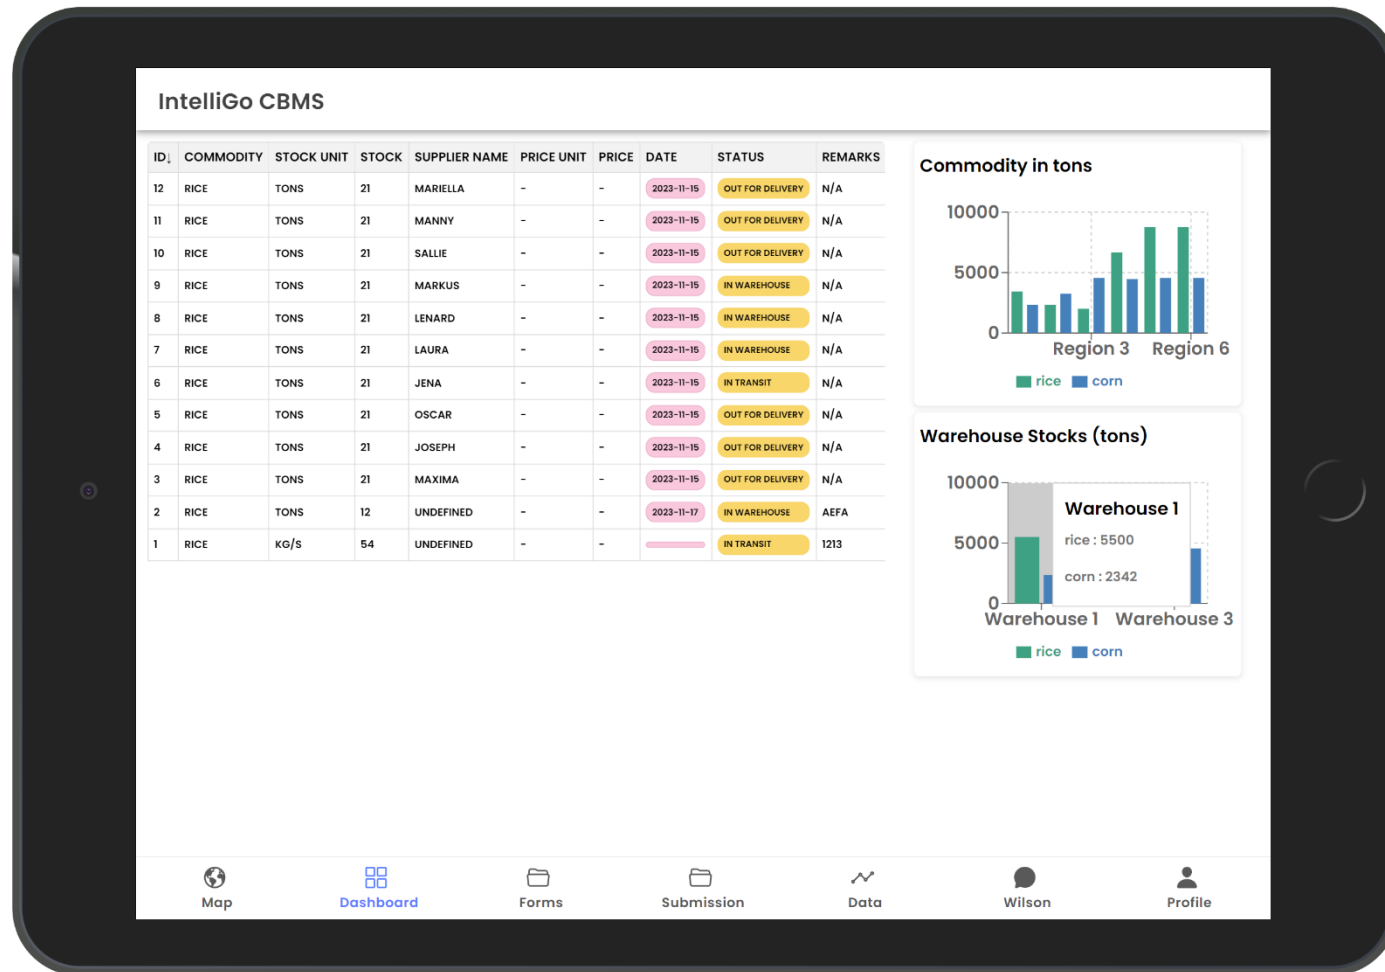 IntelliGo CBMS
ID↓ COMMODITY STOCK UNIT STOCK SUPPLIER NAME PRICE UNIT PRICE DATE STATUS REMARKS
12 RICE TONS 21 MARIELLA - - 2023-11-15 OUT FOR DELIVERY N/A
11 RICE TONS 21 MANNY - - 2023-11-15 OUT FOR DELIVERY N/A
10 RICE TONS 21 SALLIE - - 2023-11-15 OUT FOR DELIVERY N/A
9 RICE TONS 21 MARKUS - - 2023-11-15 IN WAREHOUSE N/A
8 RICE TONS 21 LENARD - - 2023-11-15 IN WAREHOUSE N/A
7 RICE TONS 21 LAURA - - 2023-11-15 IN WAREHOUSE N/A
6 RICE TONS 21 JENA - - 2023-11-15 IN TRANSIT N/A
5 RICE TONS 21 OSCAR - - 2023-11-15 OUT FOR DELIVERY N/A
4 RICE TONS 21 JOSEPH - - 2023-11-15 OUT FOR DELIVERY N/A
3 RICE TONS 21 MAXIMA - - 2023-11-15 OUT FOR DELIVERY N/A
2 RICE TONS 12 UNDEFINED - - 2023-11-17 IN WAREHOUSE AEFA
1 RICE KG/S 54 UNDEFINED - - IN TRANSIT 1213
Commodity in tons
10000
5000
0
Region 3 Region 6
rice corn
Warehouse Stocks (tons)
10000
5000
0
Warehouse 1
rice : 5500
corn : 2342
Warehouse 1 Warehouse 3
rice corn
Map Dashboard Forms Submission Data Wilson Profile